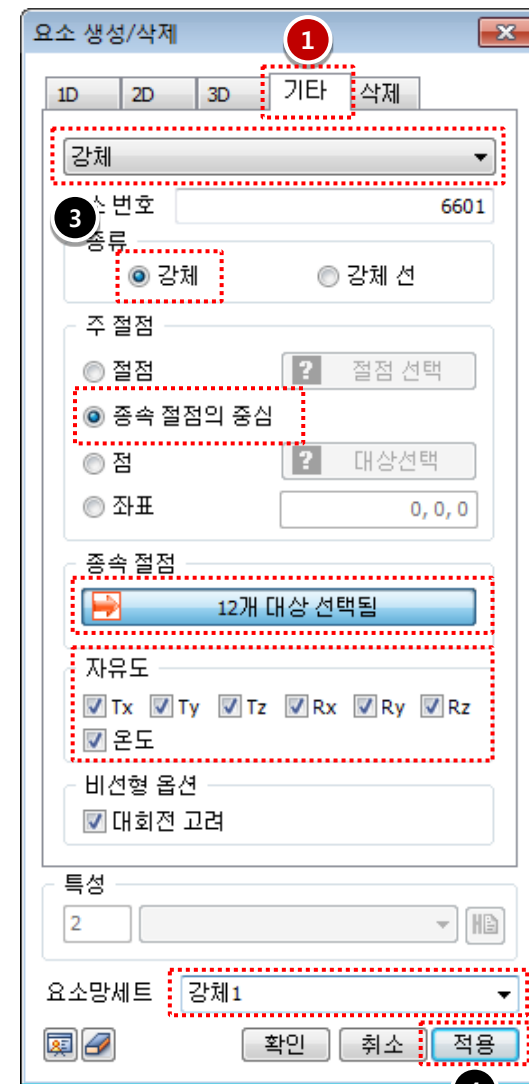 요소 생성/삭제
1
1D 2D 3D 기타 삭제
강체
번호 6601
3
종류
강체 강체 선
주 절점
절점 ? 절점 선택
종속 절점의 중심
점 ? 대상선택
좌표 0, 0, 0
종속 절점
12개 대상 선택됨
자유도
Tx Ty Tz Rx Ry Rz
온도
비선형 옵션
대회전 고려
특성
2
요소망세트 강체1
확인 취소 적용